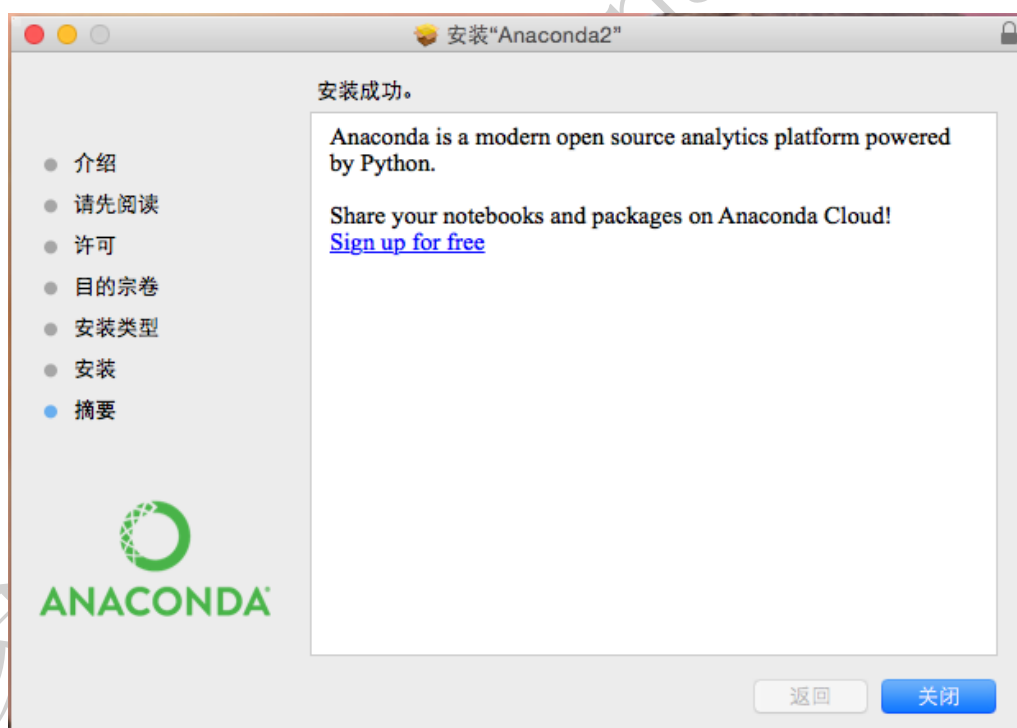 安装“Anaconda2”
安装成功。
介绍
请先阅读
许可
目的宗卷
安装类型
安装
摘要
Anaconda is a modern open source analytics platform powered
by Python.
Share your notebooks and packages on Anaconda Cloud!
Sign up for free
ANACONDA
返回
关闭